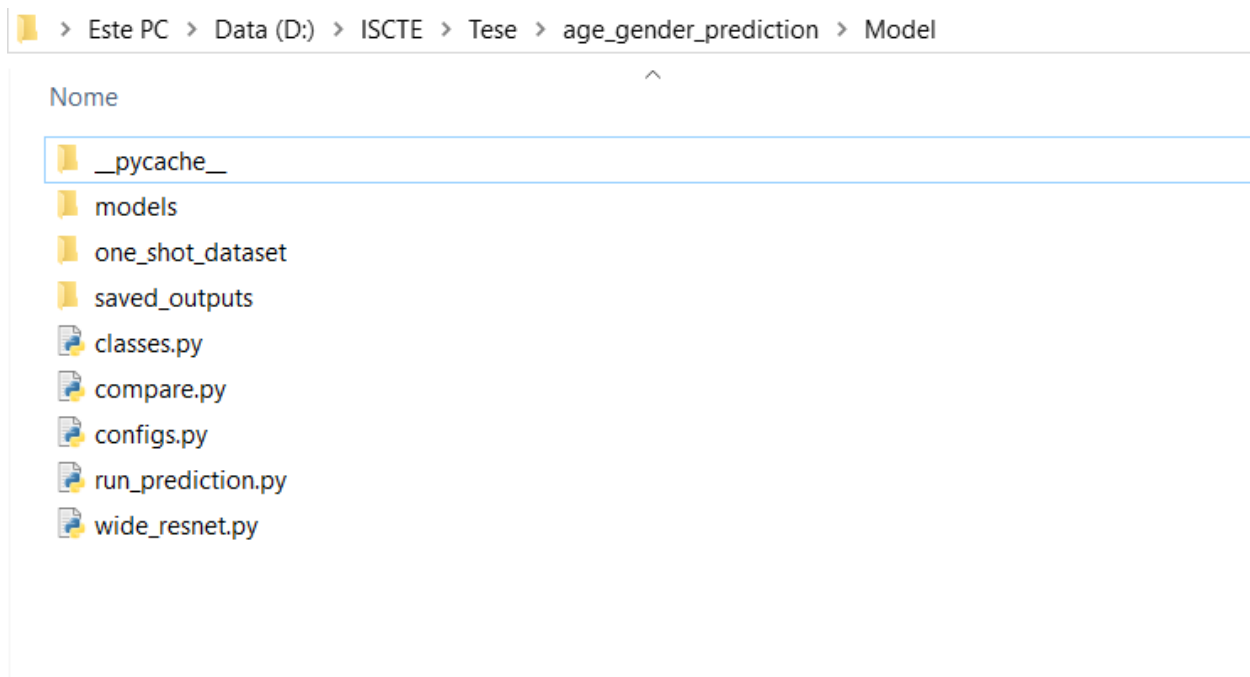 Este PC > Data (D:) > ISCTE > Tese > age_gender_prediction > Model
Nome
__pycache__
models
one_shot_dataset
saved_outputs
classes.py
compare.py
configs.py
run_prediction.py
wide_resnet.py